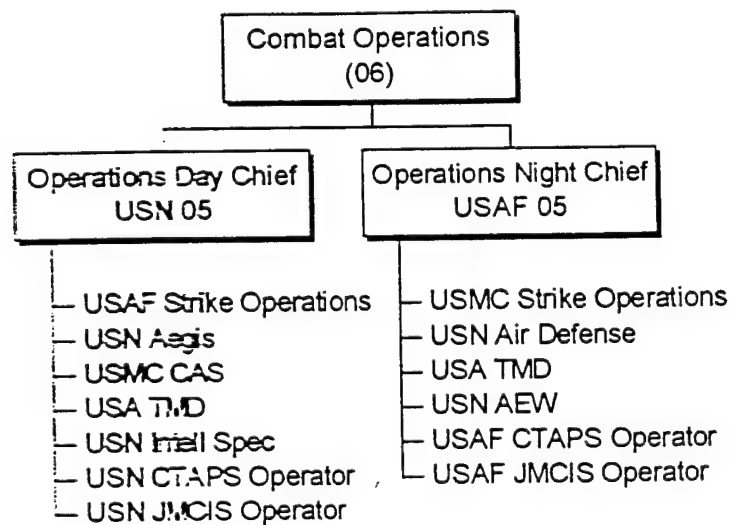 Combat Operations
(06)
Operations Day Chief
USN 05
Operations Night Chief
USAF 05
USAF Strike Operations
USN Aegis
USMC CAS
USA TMD
USN Intell Spec
USN CTAPS Operator
USN JMCIS Operator
USMC Strike Operations
USN Air Defense
USA TMD
USN AEW
USAF CTAPS Operator
USAF JMCIS Operator